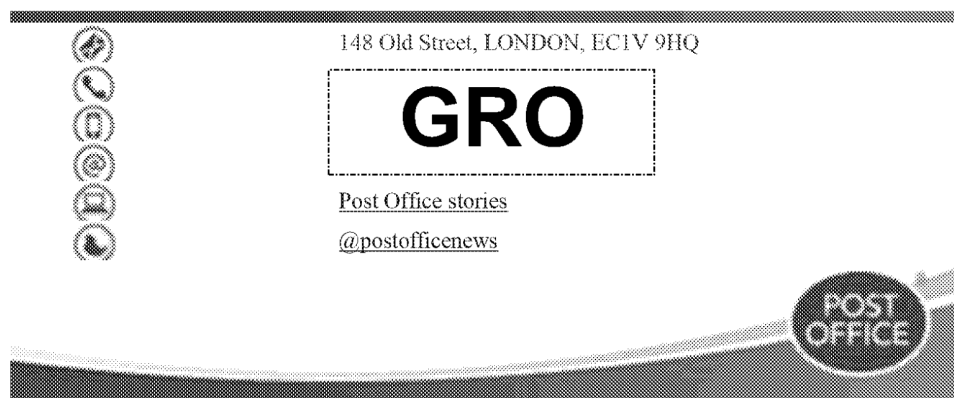 148 Old Street, LONDON, EC1V 9HQ
GRO
Post Office stories
@postofficenews
POST
OFFICE